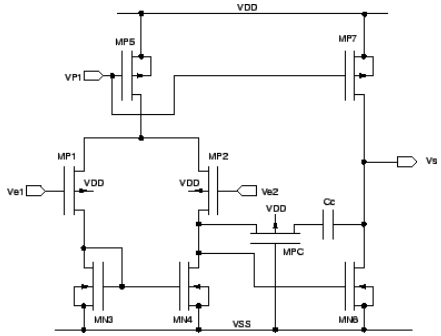 VDD
MP5
MP7
VP1
MP1
MP2
VDD
VDD
Ve1
Ve2
Vs
VDD
Cc
MPC
MN3
MN4
MN6
VSS